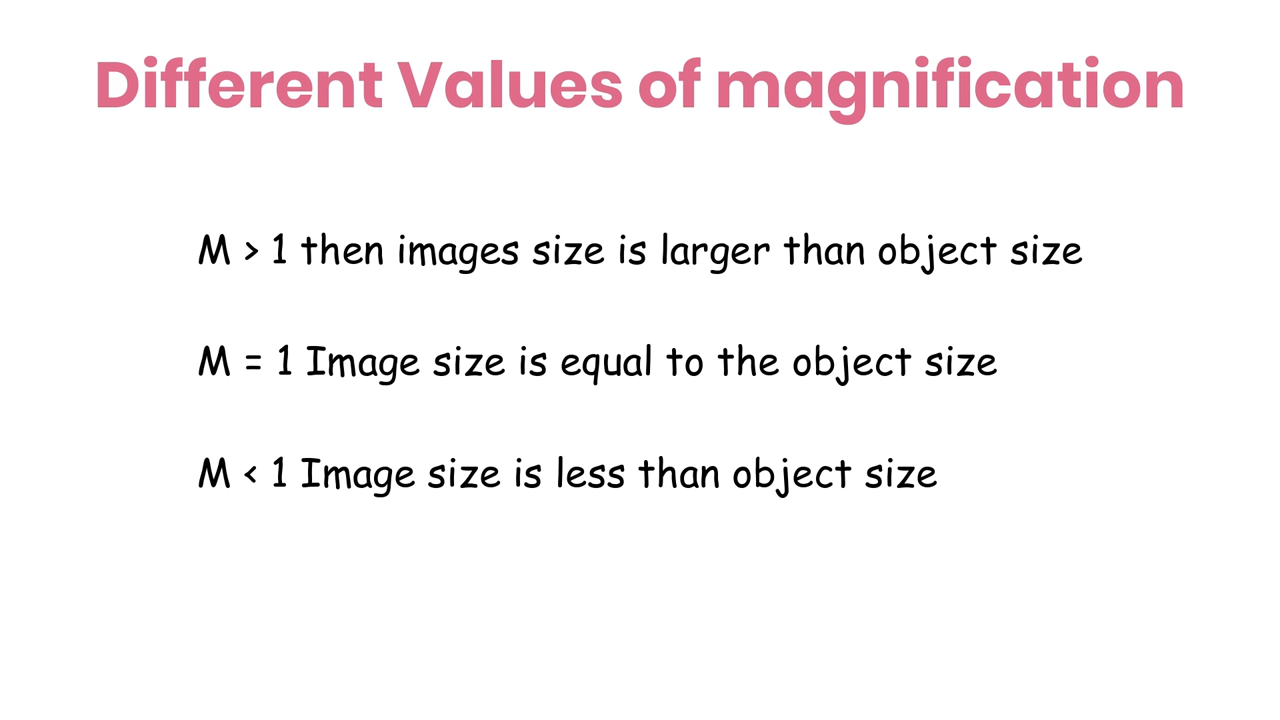 Different Values of magnification
M > 1 then images size is larger than object size
M = 1 Image size is equal to the object size
M < 1 Image size is less than object size